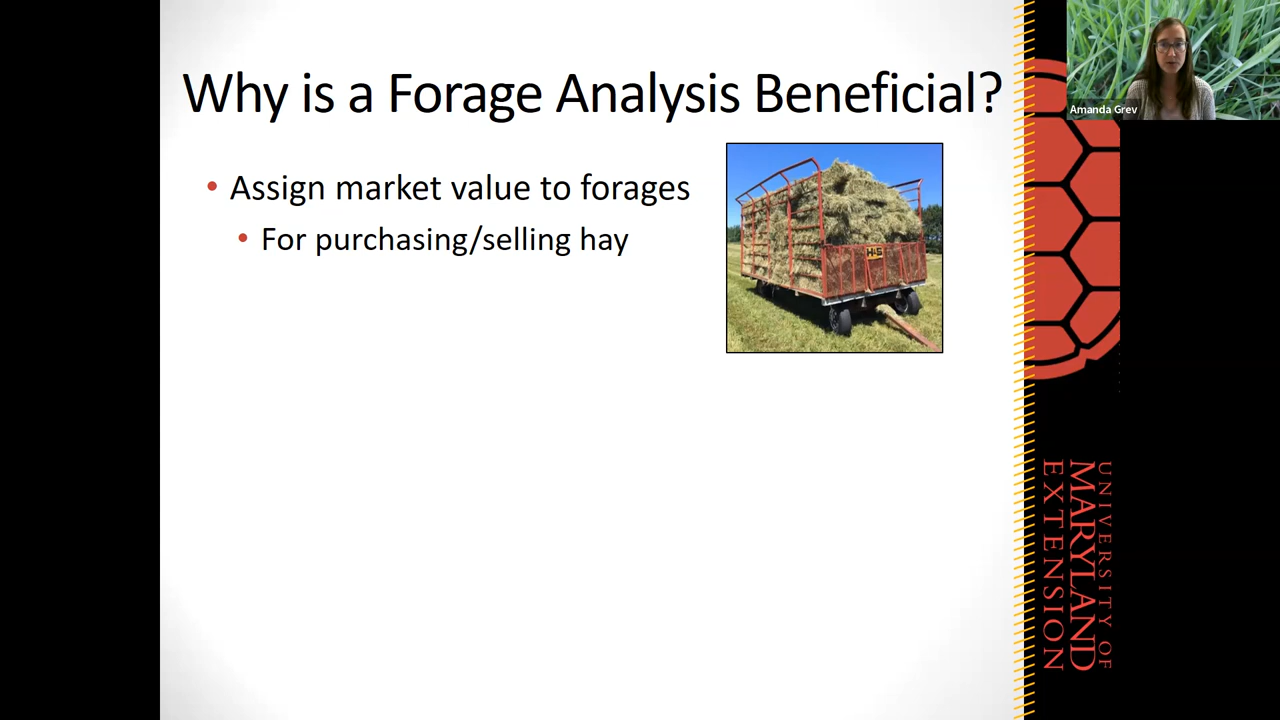 Why is a Forage Analysis Beneficial?
Amanda Grev
• Assign market value to forages
• For purchasing/selling hay
H&S
UNIVERSITY OF
MARYLAND
EXTENSION